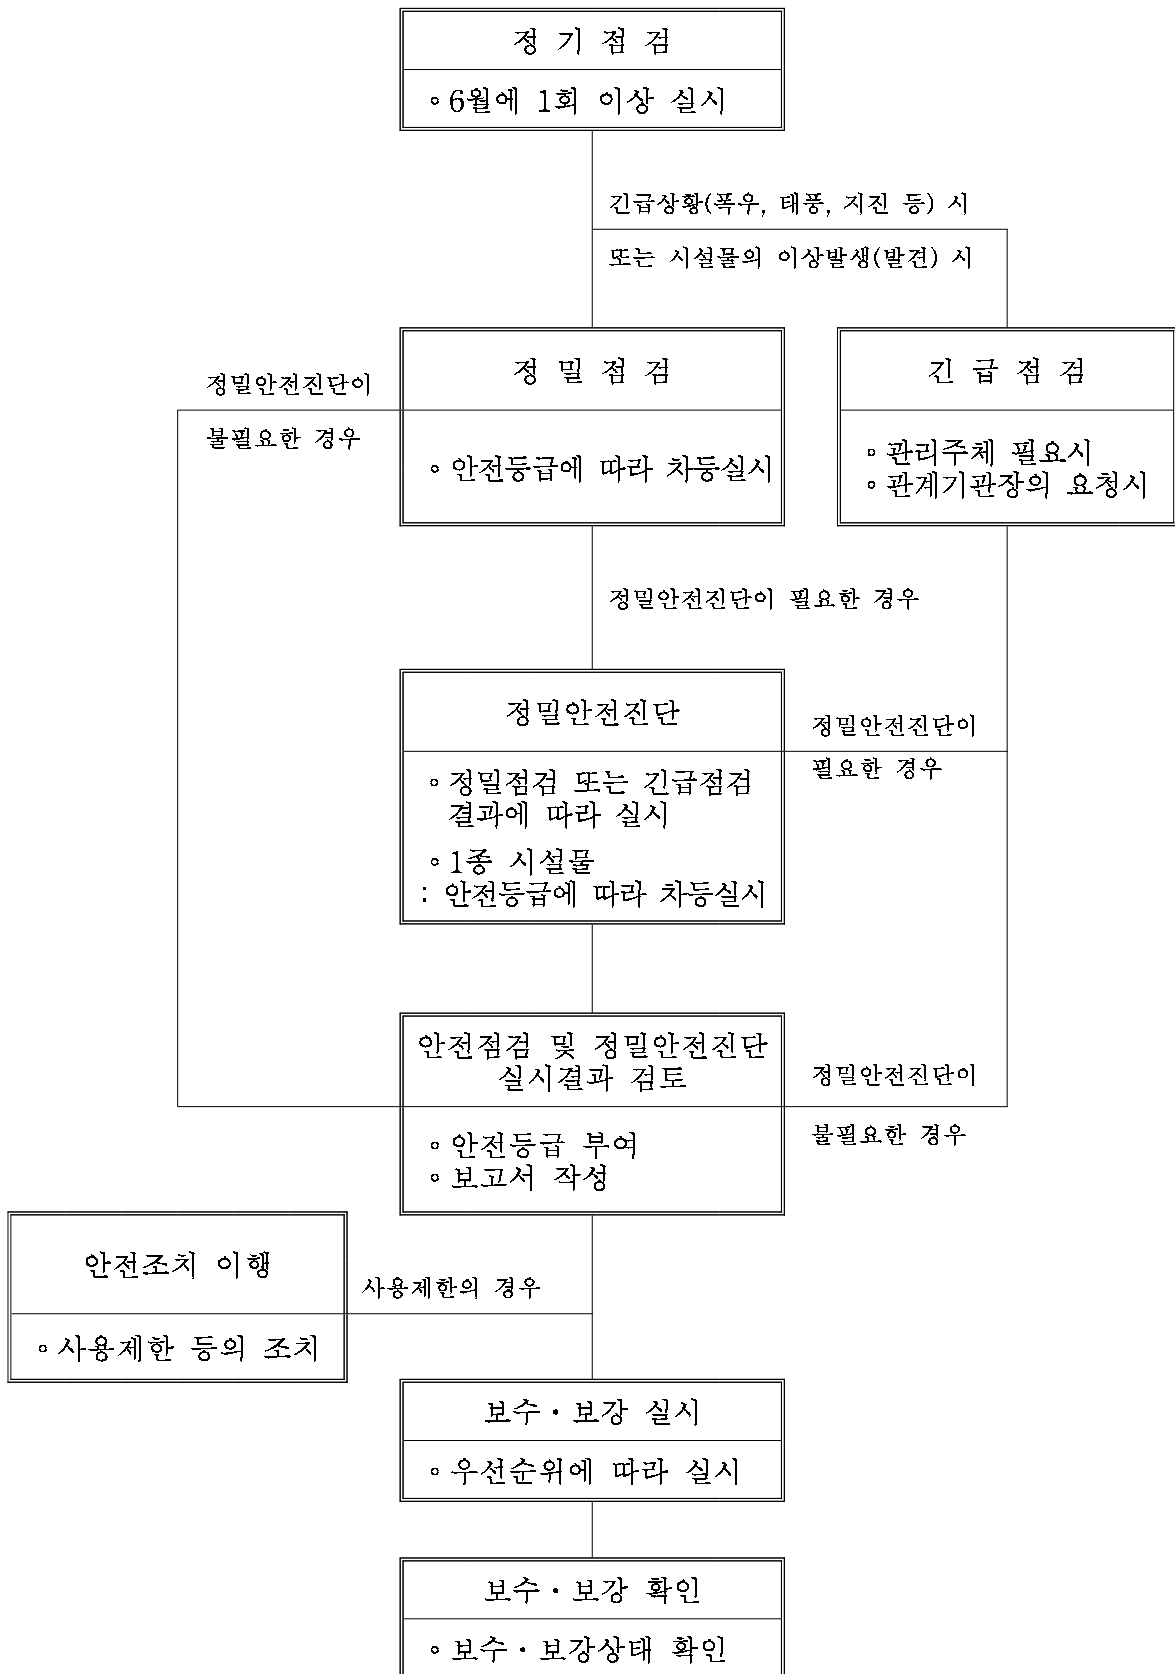 정 기 점 검
∘ 6월에 1회 이상 실시
긴급상황(폭우, 태풍, 지진 등) 시
또는 시설물의 이상발생(발견) 시
정밀안전진단이
불필요한 경우
정 밀 점 검
∘ 안전등급에 따라 차등실시
긴 급 점 검
∘ 관리주체 필요시
∘ 관계기관장의 요청시
정밀안전진단이 필요한 경우
정밀안전진단
∘ 정밀점검 또는 긴급점검
결과에 따라 실시
∘ 1종 시설물
: 안전등급에 따라 차등실시
정밀안전진단이
필요한 경우
안전점검 및 정밀안전진단
실시결과 검토
∘ 안전등급 부여
∘ 보고서 작성
정밀안전진단이
불필요한 경우
안전조치 이행
∘ 사용제한 등의 조치
사용제한의 경우
보수·보강 실시
∘ 우선순위에 따라 실시
보수·보강 확인
∘ 보수·보강상태 확인